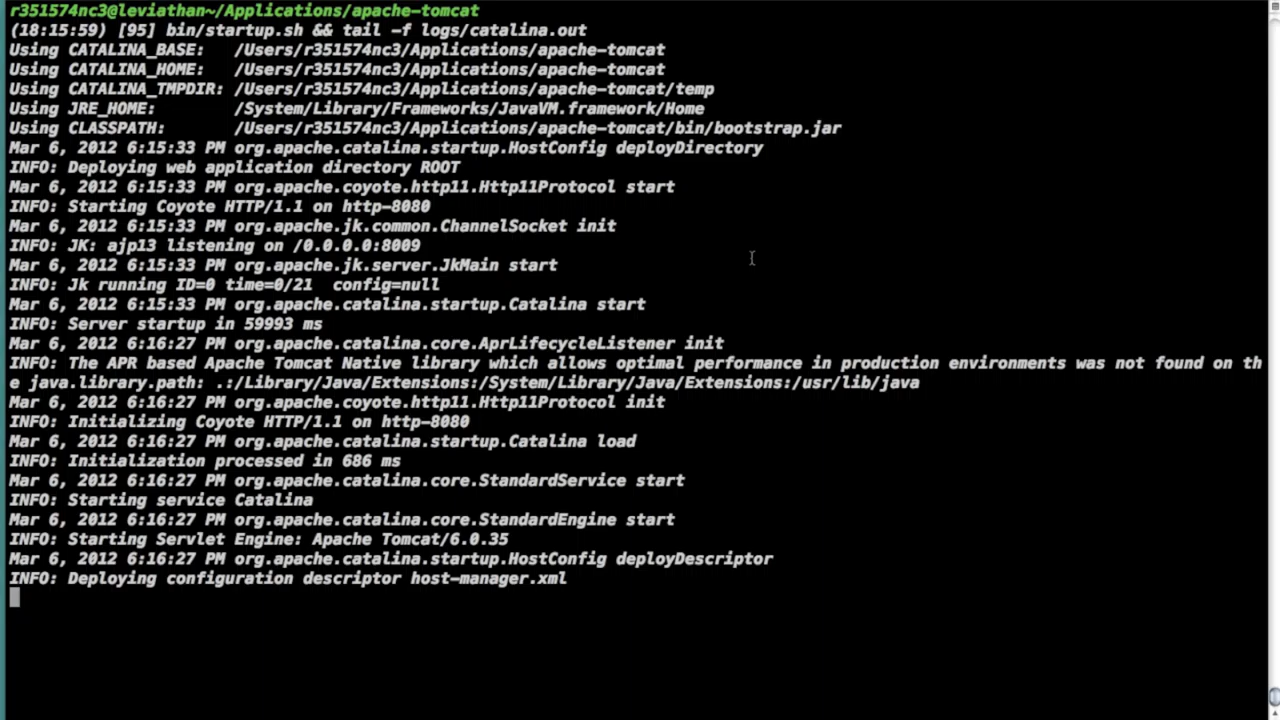 r351574nc3@leviathan~/Applications/apache-tomcat
(18:15:59) [95] bin/startup.sh && tail -f logs/catalina.out
Using CATALINA_BASE:   /Users/r351574nc3/Applications/apache-tomcat
Using CATALINA_HOME:   /Users/r351574nc3/Applications/apache-tomcat
Using CATALINA_TMPDIR: /Users/r351574nc3/Applications/apache-tomcat/temp
Using JRE_HOME:        /System/Library/Frameworks/JavaVM.framework/Home
Using CLASSPATH:       /Users/r351574nc3/Applications/apache-tomcat/bin/bootstrap.jar
Mar 6, 2012 6:15:33 PM org.apache.catalina.startup.HostConfig deployDirectory
INFO: Deploying web application directory ROOT
Mar 6, 2012 6:15:33 PM org.apache.coyote.http11.Http11Protocol start
INFO: Starting Coyote HTTP/1.1 on http-8080
Mar 6, 2012 6:15:33 PM org.apache.jk.common.ChannelSocket init
INFO: JK: ajp13 listening on /0.0.0.0:8009
Mar 6, 2012 6:15:33 PM org.apache.jk.server.JkMain start
INFO: Jk running ID=0 time=0/21  config=null
Mar 6, 2012 6:15:33 PM org.apache.catalina.startup.Catalina start
INFO: Server startup in 59993 ms
Mar 6, 2012 6:16:27 PM org.apache.catalina.core.AprLifecycleListener init
INFO: The APR based Apache Tomcat Native library which allows optimal performance in production environments was not found on th
e java.library.path: .:/Library/Java/Extensions:/System/Library/Java/Extensions:/usr/lib/java
Mar 6, 2012 6:16:27 PM org.apache.coyote.http11.Http11Protocol init
INFO: Initializing Coyote HTTP/1.1 on http-8080
Mar 6, 2012 6:16:27 PM org.apache.catalina.startup.Catalina load
INFO: Initialization processed in 686 ms
Mar 6, 2012 6:16:27 PM org.apache.catalina.core.StandardService start
INFO: Starting service Catalina
Mar 6, 2012 6:16:27 PM org.apache.catalina.core.StandardEngine start
INFO: Starting Servlet Engine: Apache Tomcat/6.0.35
Mar 6, 2012 6:16:27 PM org.apache.catalina.startup.HostConfig deployDescriptor
INFO: Deploying configuration descriptor host-manager.xml